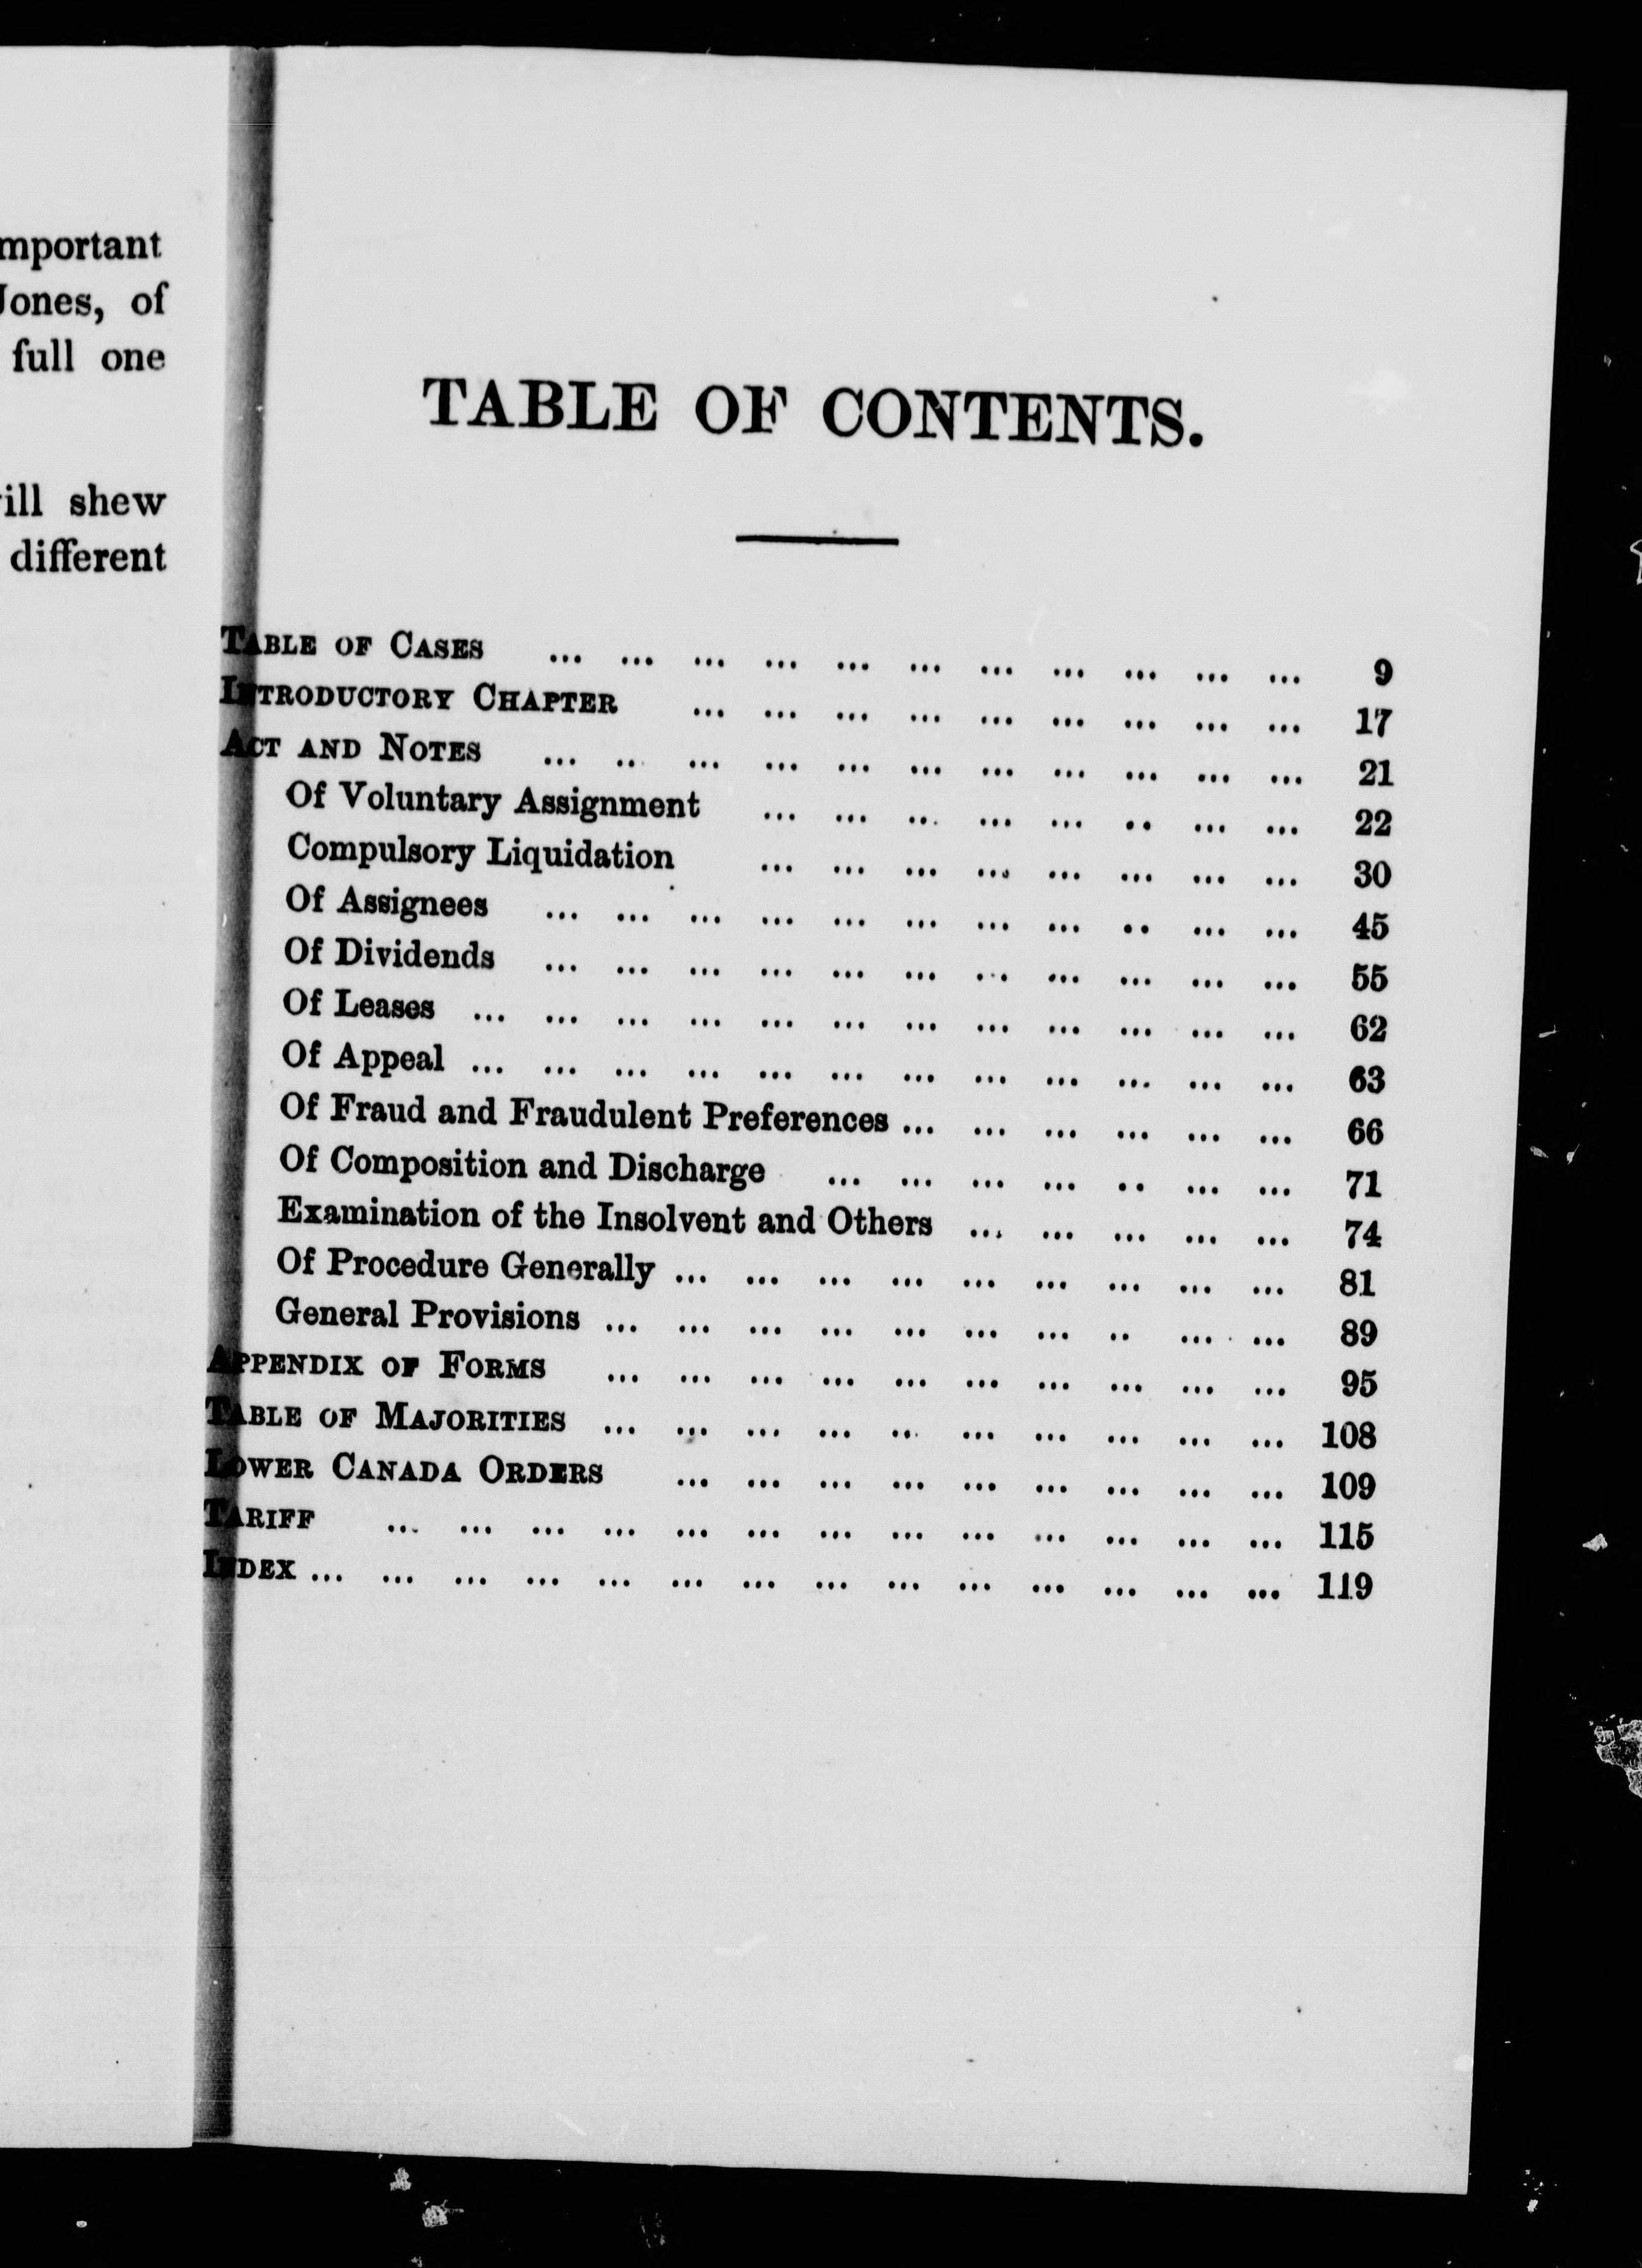 mportant
Jones, of
full one
ill shew
different
TABLE OF CONTENTS.
TABLE OF CASES ... ... ... ... ... ... ... ... ... ... ... 9
INTRODUCTORY CHAPTER ... ... ... ... ... ... ... ... ... 17
ACT AND NOTES ... .. ... ... ... ... ... ... ... ... ... 21
Of Voluntary Assignment ... ... ... ... ... .. ... ... 22
Compulsory Liquidation ... ... ... ... ... ... ... ... 30
Of Assignees ... ... ... ... ... ... ... ... .. ... ... 45
Of Dividends ... ... ... ... ... ... ... ... ... ... ... 55
Of Leases ... ... ... ... ... ... ... ... ... ... ... ... 62
Of Appeal ... ... ... ... ... ... ... ... ... ... ... ... 63
Of Fraud and Fraudulent Preferences ... ... ... ... ... ... 66
Of Composition and Discharge ... ... ... ... .. ... ... 71
Examination of the Insolvent and Others ... ... ... ... ... 74
Of Procedure Generally ... ... ... ... ... ... ... ... ... 81
General Provisions ... ... ... ... ... ... ... .. ... ... 89
APPENDIX OF FORMS ... ... ... ... ... ... ... ... ... ... 95
TABLE OF MAJORITIES ... ... ... ... ... ... ... ... ... ... 108
LOWER CANADA ORDERS ... ... ... ... ... ... ... ... ... 109
TARIFF ... ... ... ... ... ... ... ... ... ... ... ... ... 115
INDEX ... ... ... ... ... ... ... ... ... ... ... ... ... ... 119